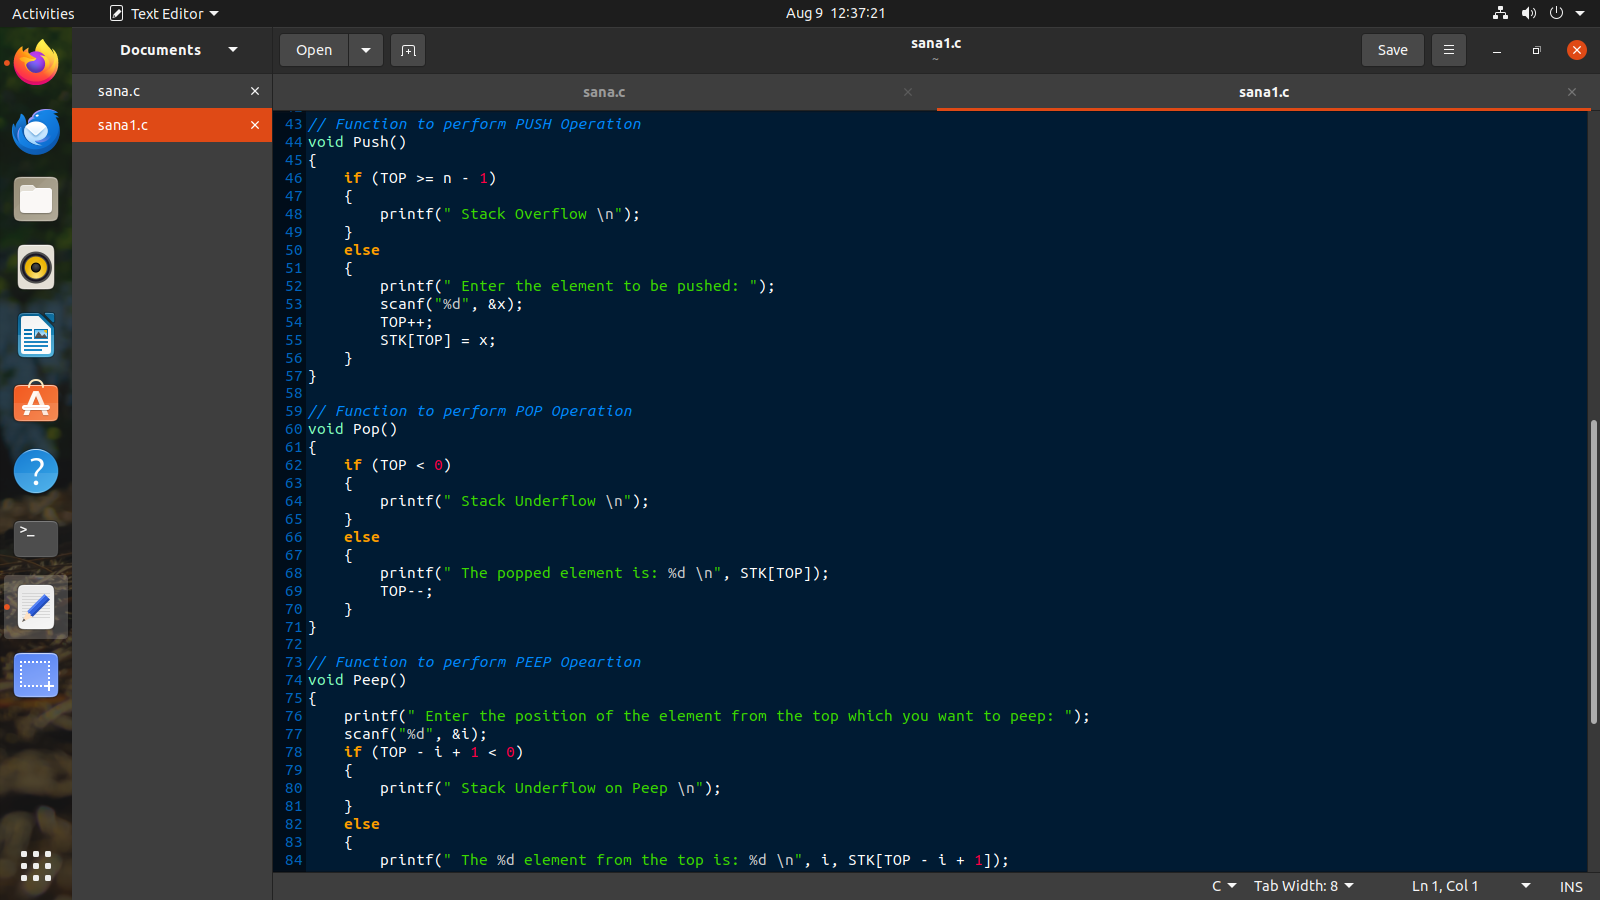 Activities
Text Editor
Aug 9 12:37:21
Documents
Open
sana1.c
~
Save
sana.c
sana1.c
sana.c
sana1.c
43 // Function to perform PUSH Operation
44 void Push()
45 {
46 if (TOP >= n - 1)
47 {
48 printf(" Stack Overflow \n");
49 }
50 else
51 {
52 printf(" Enter the element to be pushed: ");
53 scanf("%d", &x);
54 TOP++;
55 STK[TOP] = x;
56 }
57 }
58
59 // Function to perform POP Operation
60 void Pop()
61 {
62 if (TOP < 0)
63 {
64 printf(" Stack Underflow \n");
65 }
66 else
67 {
68 printf(" The popped element is: %d \n", STK[TOP]);
69 TOP--;
70 }
71 }
72
73 // Function to perform PEEP Opeartion
74 void Peep()
75 {
76 printf(" Enter the position of the element from the top which you want to peep: ");
77 scanf("%d", &i);
78 if (TOP - i + 1 < 0)
79 {
80 printf(" Stack Underflow on Peep \n");
81 }
82 else
83 {
84 printf(" The %d element from the top is: %d \n", i, STK[TOP - i + 1]);
C
Tab Width: 8
Ln 1, Col 1
INS